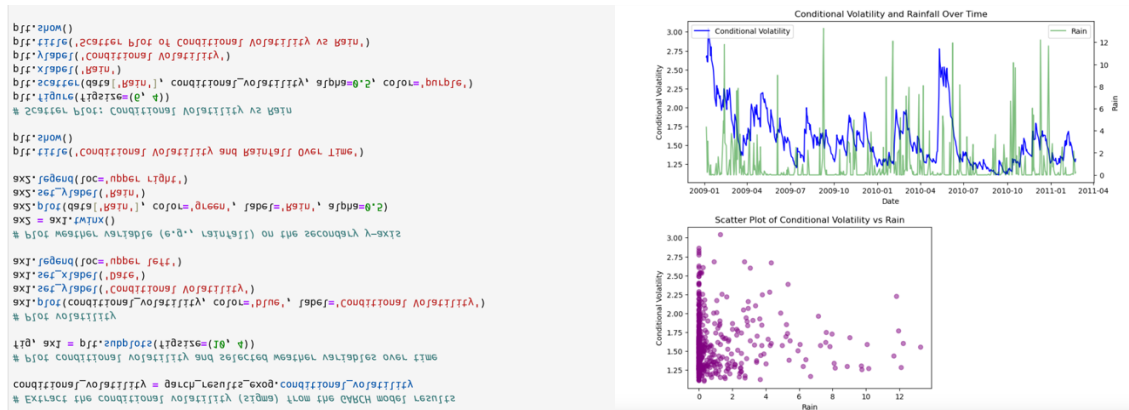 # Extract the conditional volatility (sigma) from the GARCH model results
conditional_volatility = garch_results_exog.conditional_volatility
# Plot conditional volatility and selected weather variables over time
fig, ax1 = plt.subplots(figsize=(10, 4))
# Plot volatility
ax1.plot(conditional_volatility, color='blue', label='Conditional Volatility')
ax1.set_ylabel('Conditional Volatility')
ax1.set_xlabel('Date')
ax1.legend(loc='upper left')
# Plot weather variable (e.g., rainfall) on the secondary y-axis
ax2 = ax1.twinx()
ax2.plot(data['Rain'], color='green', label='Rain', alpha=0.5)
ax2.set_ylabel('Rain')
ax2.legend(loc='upper right')
plt.title('Conditional Volatility and Rainfall Over Time')
plt.show()
# Scatter Plot: Conditional Volatility vs Rain
plt.figure(figsize=(6, 4))
plt.scatter(data['Rain'], conditional_volatility, alpha=0.5, color='purple')
plt.xlabel('Rain')
plt.ylabel('Conditional Volatility')
plt.title('Scatter Plot of Conditional Volatility vs Rain')
plt.show()
Conditional Volatility and Rainfall Over Time
Conditional Volatility
Rain
3.00
2.75
2.50
2.25
2.00
1.75
1.50
1.25
Conditional Volatility
12
10
8
6
4
2
0
Rain
2009-01 2009-04 2009-07 2009-10 2010-01 2010-04 2010-07 2010-10 2011-01 2011-04
Date
Scatter Plot of Conditional Volatility vs Rain
3.00
2.75
2.50
2.25
2.00
1.75
1.50
1.25
Conditional Volatility
0 2 4 6 8 10 12
Rain